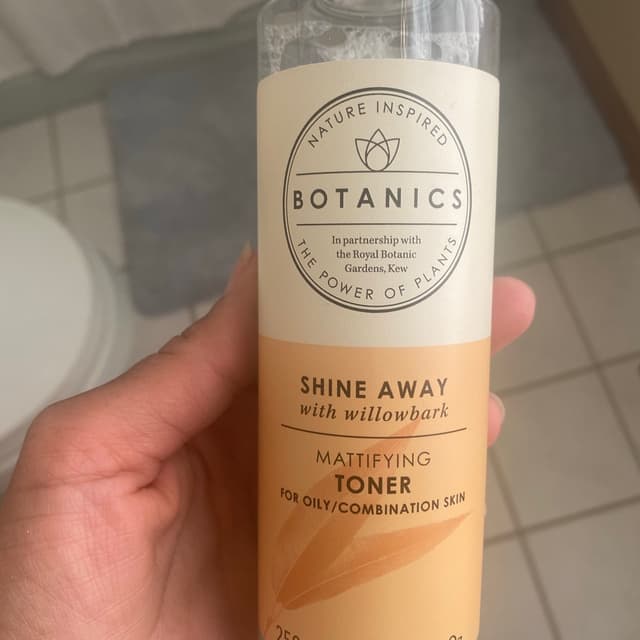 NATURE INSPIRED
BOTANICS
In partnership with
the Royal Botanic
Gardens, Kew
THE POWER OF PLANTS
SHINE AWAY
with willowbark
MATTIFYING
TONER
FOR OILY/COMBINATION SKIN